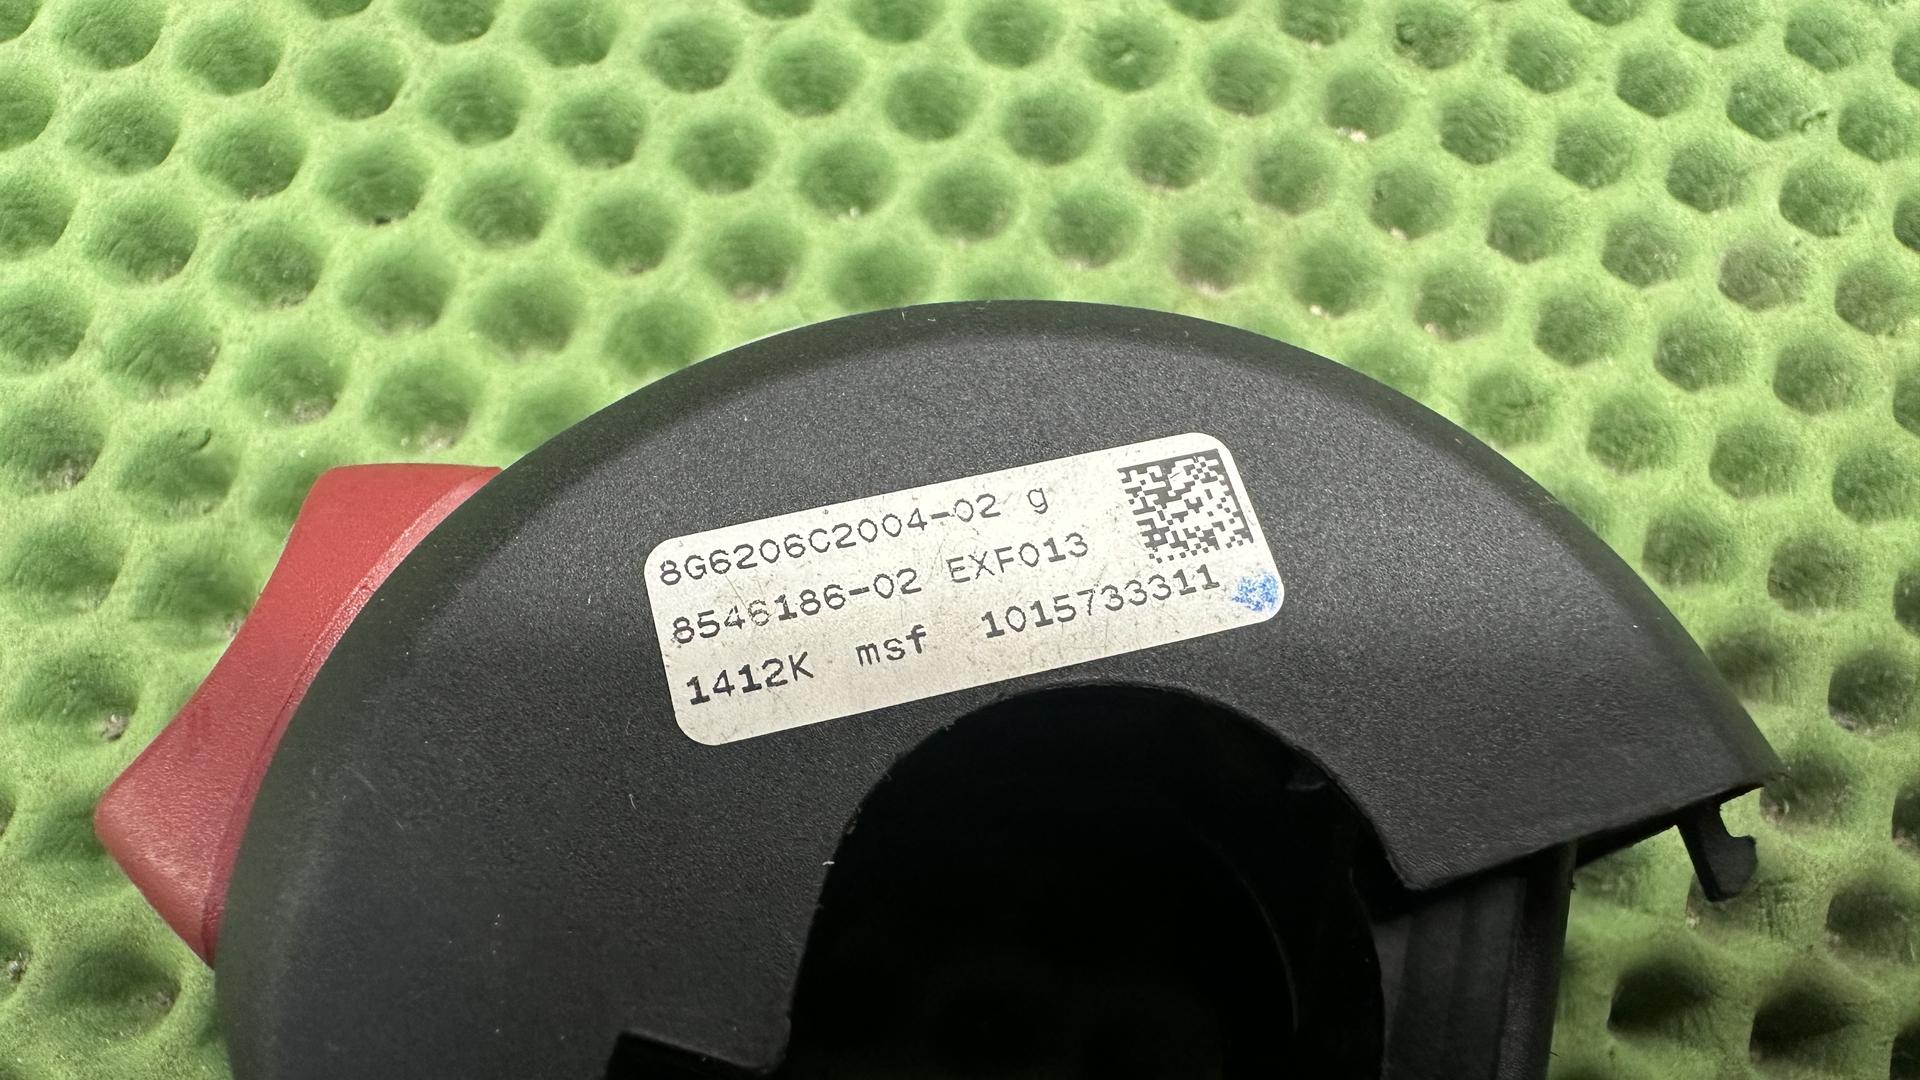 8G6206C2004-02 g
8546186-02 EXF013
1412K msf 1015733311